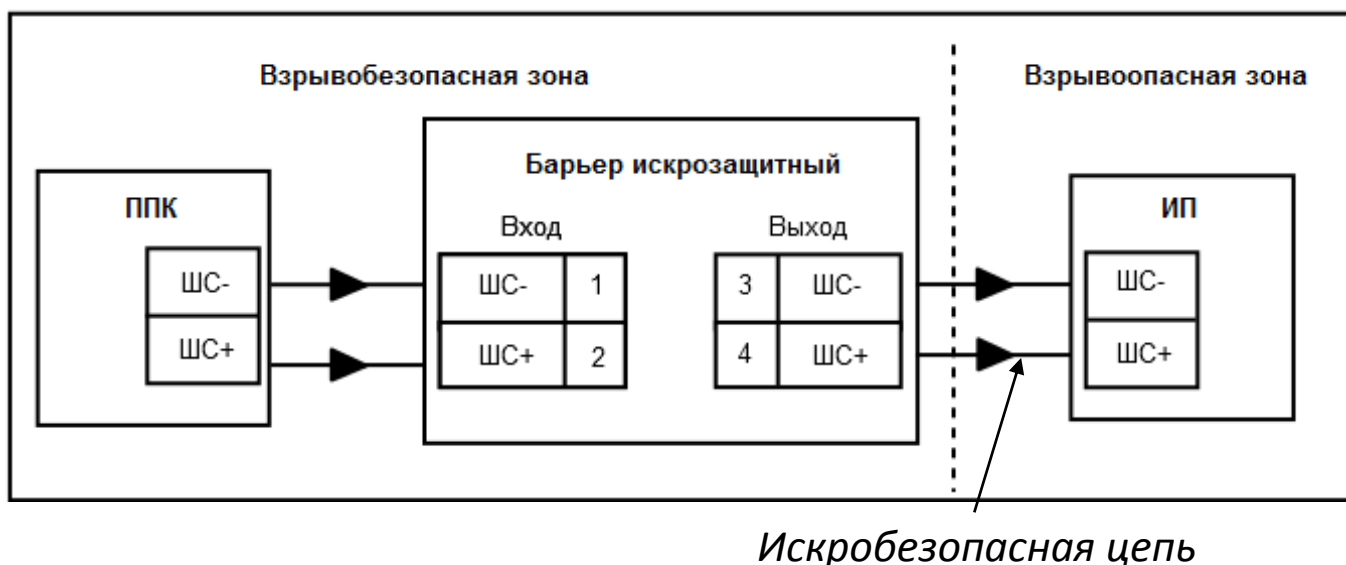 Взрывобезопасная зона
Взрывоопасная зона
Барьер искрозащитный
ППК
ИП
Вход
Выход
ШС-
ШС- 1
3 ШС-
ШС-
ШС+
ШС+ 2
4 ШС+
ШС+
Искробезопасная цепь